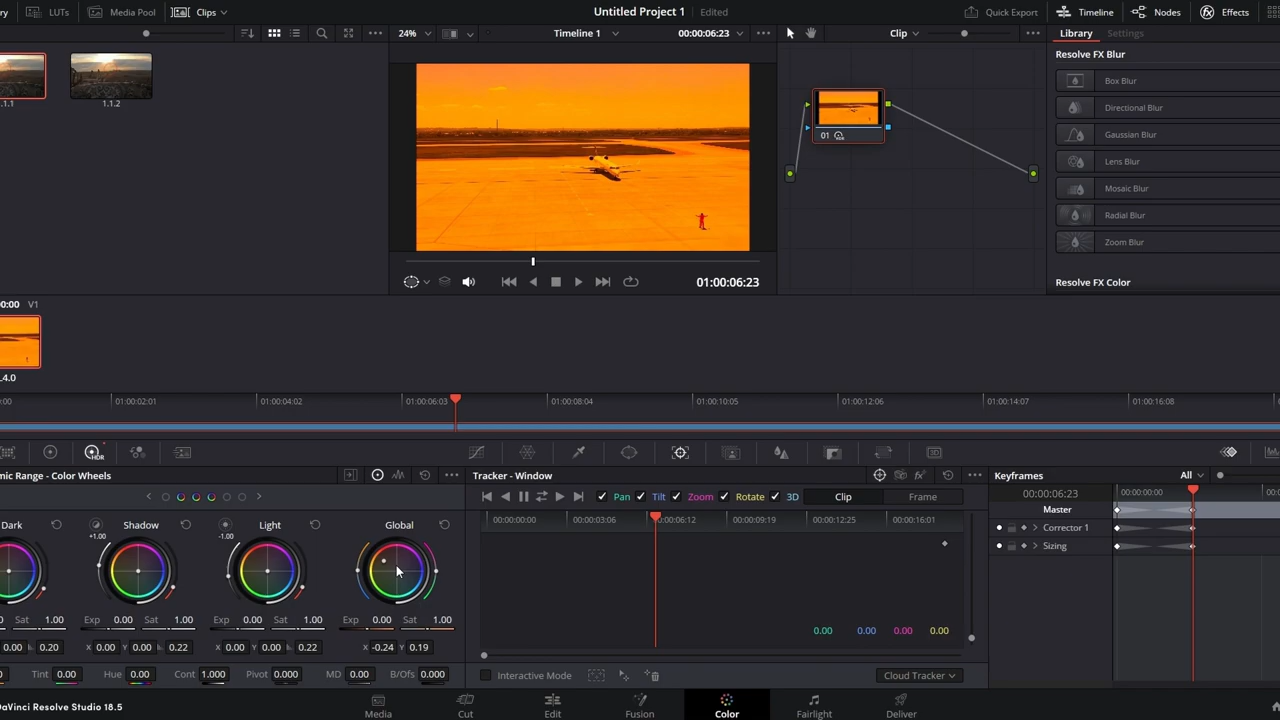 ry LUTs Media Pool Clips Untitled Project 1 Edited Quick Export Timeline Nodes Effects
24% Timeline 1 00:00:06:23 Clip Library Settings
Resolve FX Blur
Box Blur
Directional Blur
Gaussian Blur
Lens Blur
Mosaic Blur
Radial Blur
Zoom Blur
Resolve FX Color
.1.1 1.1.2
01
01:00:06:23
00:00 V1
.4.0
:00 01:00:02:01 01:00:04:02 01:00:06:03 01:00:08:04 01:00:10:05 01:00:12:06 01:00:14:07 01:00:16:08
HDR 3D
mic Range - Color Wheels Tracker - Window Keyframes All
Pan Tilt Zoom Rotate 3D Clip Frame 00:00:06:23 00:00:00:00 00:0
00:00:00:00 00:00:03:06 00:00:06:12 00:00:09:19 00:00:12:25 00:00:16:01
Master
Corrector 1
Sizing
Dark Shadow Light Global
+1.00 -1.00
0.00 Sat 1.00 Exp 0.00 Sat 1.00 Exp 0.00 Sat 1.00 Exp 0.00 Sat 1.00
0.00 0.20 X 0.00 Y 0.00 0.22 X 0.00 Y 0.00 0.22 X -0.24 Y 0.19
0.00 0.00 0.00 0.00
Tint 0.00 Hue 0.00 Cont 1.000 Pivot 0.000 MD 0.00 B/Ofs 0.000
Interactive Mode Cloud Tracker
DaVinci Resolve Studio 18.5 Media Cut Edit Fusion Color Fairlight Deliver